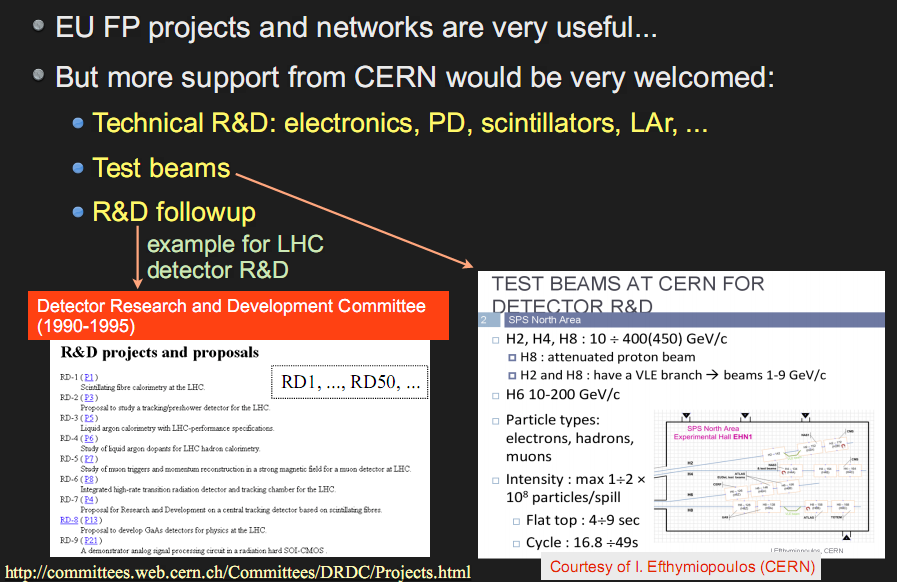 EU FP projects and networks are very useful...
But more support from CERN would be very welcomed:
Technical R&D: electronics, PD, scintillators, LAr, ...
Test beams
R&D followup
example for LHC
detector R&D
Detector Research and Development Committee
(1990-1995)
R&D projects and proposals
RD1, ..., RD50, ...
RD-1 (P1)
Scintillating fibre calorimetry at the LHC.
RD-2 (P3)
Proposal to study a tracking/preshower detector for the LHC.
RD-3 (P5)
Liquid argon calorimetry with LHC-performance specifications.
RD-4 (P6)
Study of liquid argon dopants for LHC hadron calorimetry.
RD-5 (P7)
Study of muon triggers and momentum reconstruction in a strong magnetic field for a muon detector at LHC.
RD-6 (P8)
Integrated high-rate transition radiation detector and tracking chamber for the LHC.
RD-7 (P4)
Proposal for Research and Development on a central tracking detector based on scintillating fibres.
RD-8 (P13)
Proposal to develop GaAs detectors for physics at the LHC.
RD-9 (P21)
A demonstrator analog signal processing circuit in a radiation hard SOI-CMOS .
http://committees.web.cern.ch/Committees/DRDC/Projects.html
TEST BEAMS AT CERN FOR
DETECTOR R&D
2 SPS North Area
H2, H4, H8 : 10 ÷ 400(450) GeV/c
H8 : attenuated proton beam
H2 and H8 : have a VLE branch → beams 1-9 GeV/c
H6 10-200 GeV/c
Particle types:
electrons, hadrons,
muons
Intensity : max 1÷2 ×
10⁸ particles/spill
Flat top : 4÷9 sec
Cycle : 16.8 ÷49s
SPS North Area
Experimental Hall EHN1
H2
H4
H6
H8
I Efthymiopoulos, CERN
Courtesy of I. Efthymiopoulos (CERN)